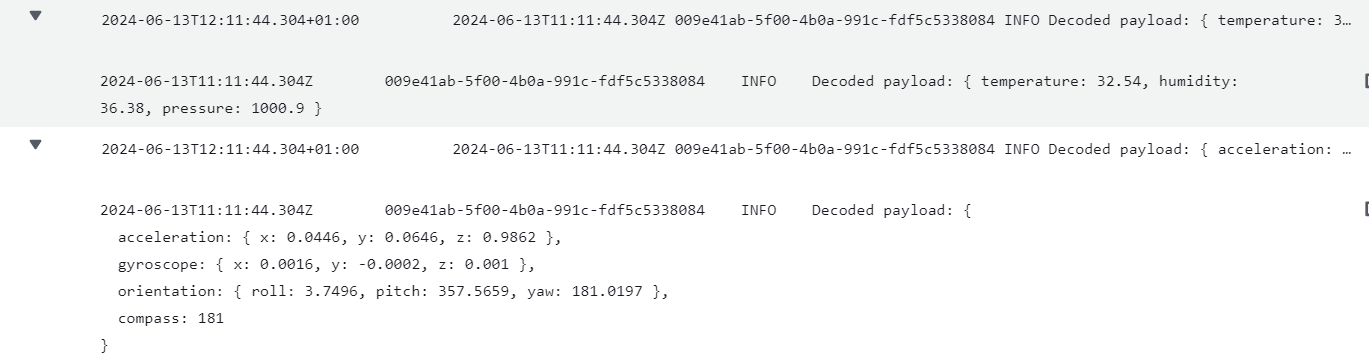 2024-06-13T12:11:44.304+01:00 2024-06-13T11:11:44.304Z 009e41ab-5f00-4b0a-991c-fdf5c5338084 INFO Decoded payload: { temperature: 3…
2024-06-13T11:11:44.304Z 009e41ab-5f00-4b0a-991c-fdf5c5338084 INFO Decoded payload: { temperature: 32.54, humidity:
36.38, pressure: 1000.9 }
2024-06-13T12:11:44.304+01:00 2024-06-13T11:11:44.304Z 009e41ab-5f00-4b0a-991c-fdf5c5338084 INFO Decoded payload: { acceleration: …
2024-06-13T11:11:44.304Z 009e41ab-5f00-4b0a-991c-fdf5c5338084 INFO Decoded payload: {
acceleration: { x: 0.0446, y: 0.0646, z: 0.9862 },
gyroscope: { x: 0.0016, y: -0.0002, z: 0.001 },
orientation: { roll: 3.7496, pitch: 357.5659, yaw: 181.0197 },
compass: 181
}